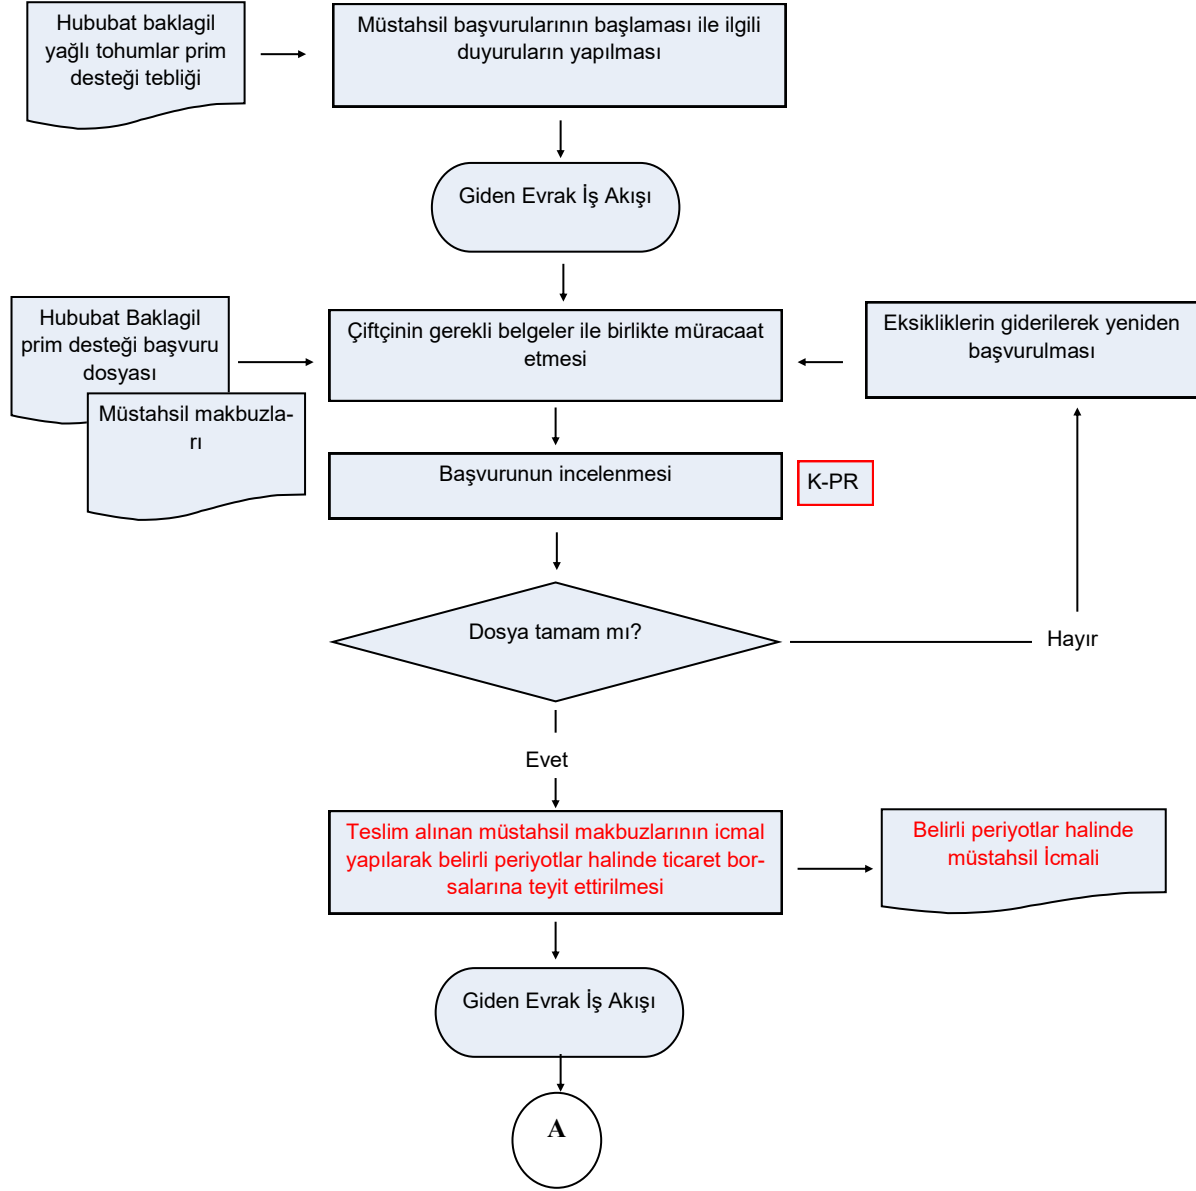 Hububat baklagil
yağlı tohumlar prim
desteği tebliği
Müstahsil başvurularının başlaması ile ilgili
duyuruların yapılması
Giden Evrak İş Akışı
Hububat Baklagil
prim desteği başvuru
dosyası
Müstahsil makbuzla-
rı
Çiftçinin gerekli belgeler ile birlikte müracaat
etmesi
Eksikliklerin giderilerek yeniden
başvurulması
Başvurunun incelenmesi
K-PR
Dosya tamam mı?
Hayır
Evet
Teslim alınan müstahsil makbuzlarının icmal
yapılarak belirli periyotlar halinde ticaret bor-
salarına teyit ettirilmesi
Belirli periyotlar halinde
müstahsil İcmali
Giden Evrak İş Akışı
A